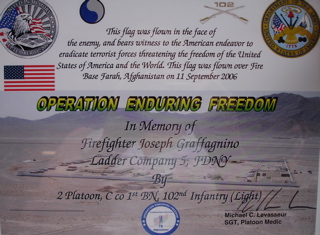 102
This flag was flown in the face of
the enemy, and bears witness to the American endeavor to
eradicate terrorist forces threatening the freedom of the United
States of America and the World. This flag was flown over Fire
Base Farah, Afghanistan on 11 September 2006
OPERATION ENDURING FREEDOM
In Memory of
Firefighter Joseph Graffagnino
Ladder Company 5, FDNY
By
2 Platoon, C co 1st BN, 102nd Infantry (Light)
Michael C. Levasseur
SGT, Platoon Medic